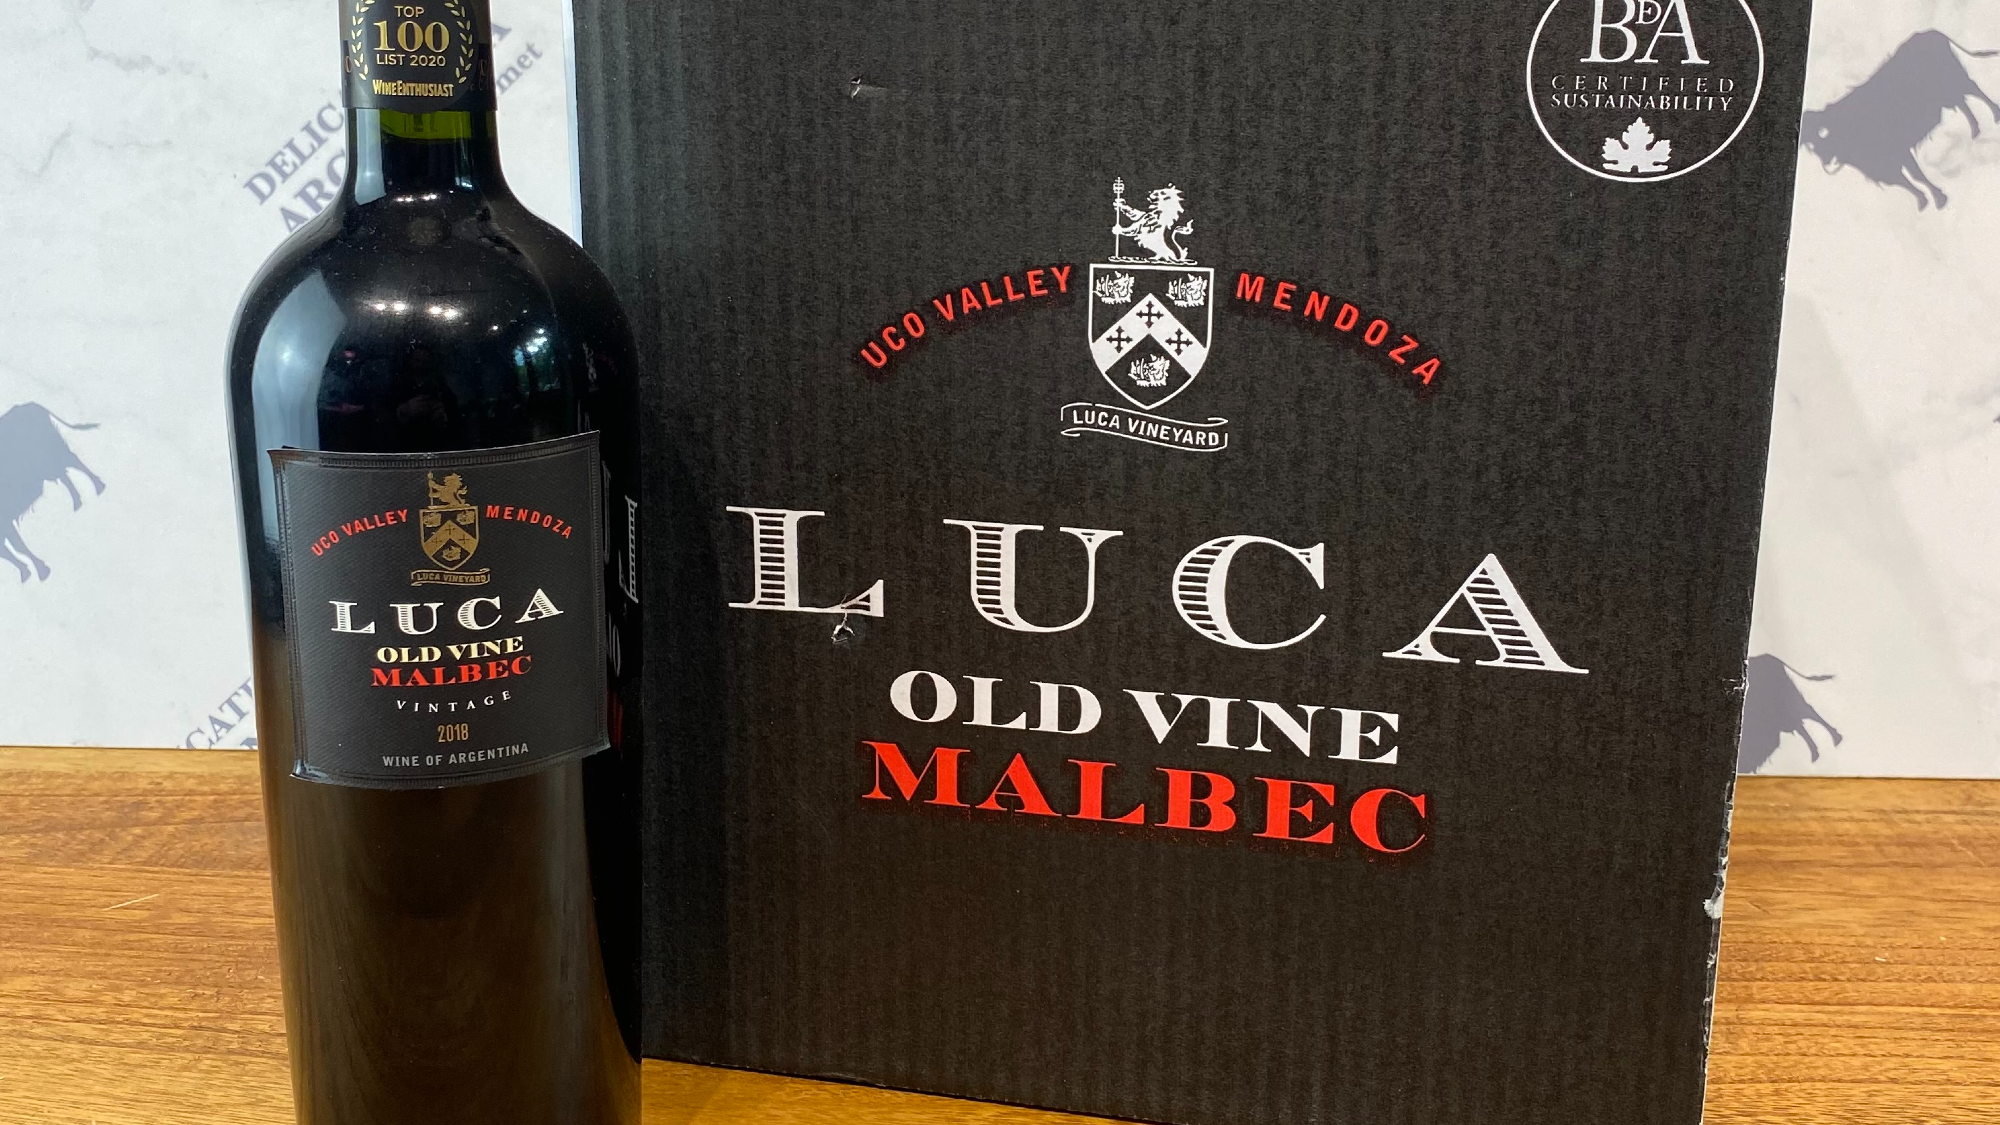 TOP
100
LIST 2020
WINE ENTHUSIAST
UCO VALLEY MENDOZA
LUCA VINEYARD
LUCA
OLD VINE
MALBEC
VINTAGE
2018
WINE OF ARGENTINA
BDEA
CERTIFIED
SUSTAINABILITY
UCO VALLEY MENDOZA
LUCA VINEYARD
LUCA
OLD VINE
MALBEC